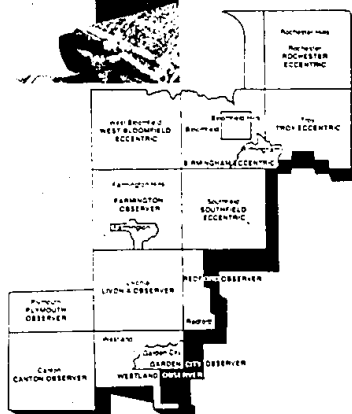 Rochester Hills
Rochester
ROCHESTER
ECCENTRIC
West Bloomfield
WEST BLOOMFIELD
ECCENTRIC
Bloomfield Hills
Bloomfield
Birmingham
BIRMINGHAM ECCENTRIC
Troy
TROY ECCENTRIC
Farmington Hills
FARMINGTON
OBSERVER
Farmington
Southfield
SOUTHFIELD
ECCENTRIC
Livonia
LIVONIA OBSERVER
REDFORD OBSERVER
Redford
Plymouth
PLYMOUTH
OBSERVER
Canton
CANTON OBSERVER
Westland
Garden City
GARDEN CITY OBSERVER
WESTLAND OBSERVER